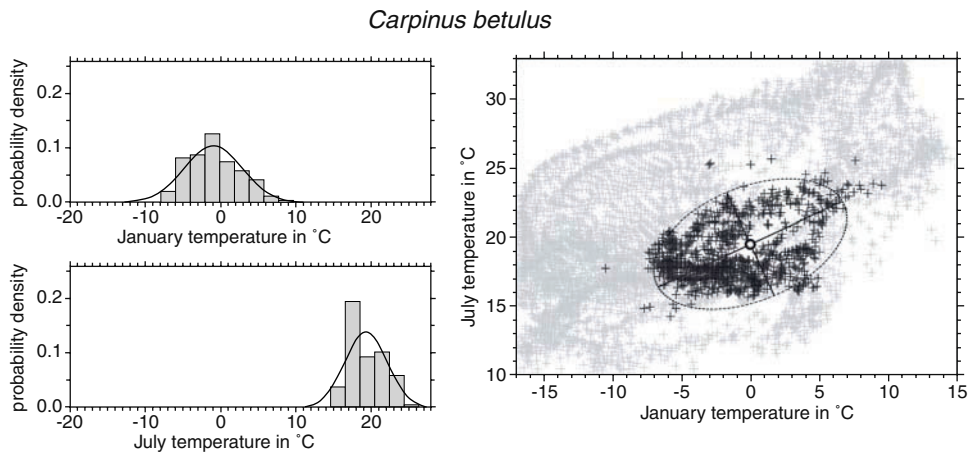 Carpinus betulus
probability density
0.2
0.1
0.0
-20 -10 0 10 20
January temperature in ˚C
probability density
0.2
0.1
0.0
-20 -10 0 10 20
July temperature in ˚C
July temperature in ˚C
30
25
20
15
10
-15 -10 -5 0 5 10 15
January temperature in ˚C